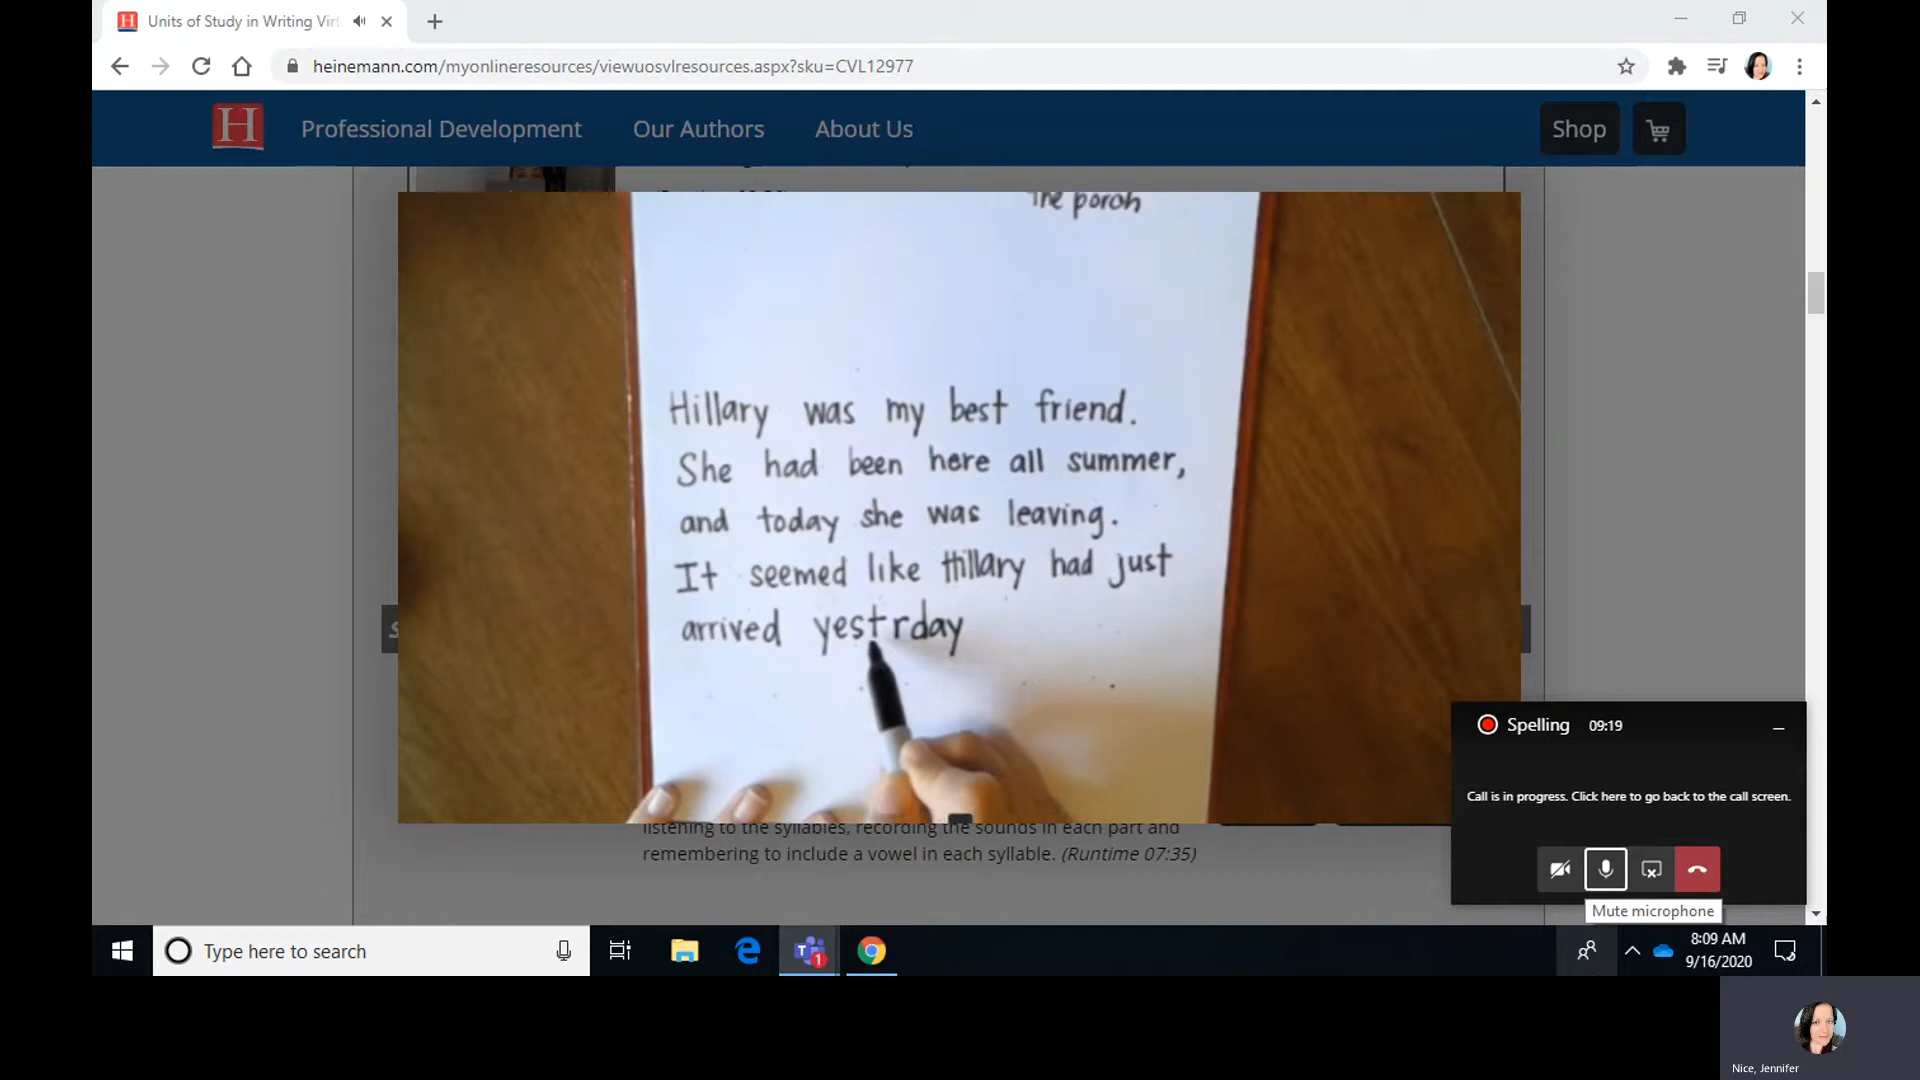 Units of Study in Writing Virt
heinemann.com/myonlineresources/viewuosvlresources.aspx?sku=CVL12977
H Professional Development Our Authors About Us Shop
The porch
Hillary was my best friend.
She had been here all summer,
and today she was leaving.
It seemed like Hillary had just
arrived yestrday
S
listening to the syllables, recording the sounds in each part and
remembering to include a vowel in each syllable. (Runtime 07:35)
Spelling 09:19
Call is in progress. Click here to go back to the call screen.
Mute microphone
Type here to search
1
8:09 AM
9/16/2020
Nice, Jennifer